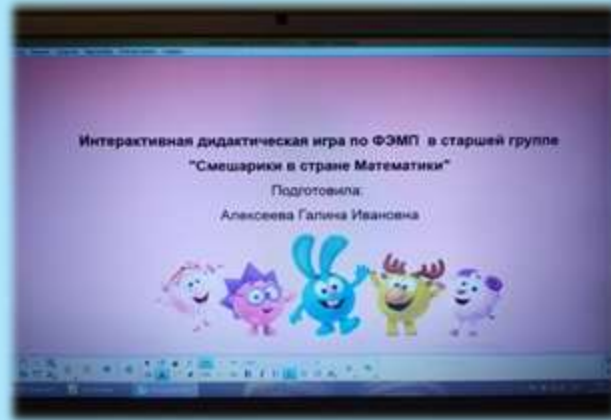 Интерактивная дидактическая игра по ФЭМП в старшей группе
"Смешарики в стране Математики"
Подготовила:
Алексеева Галина Ивановна